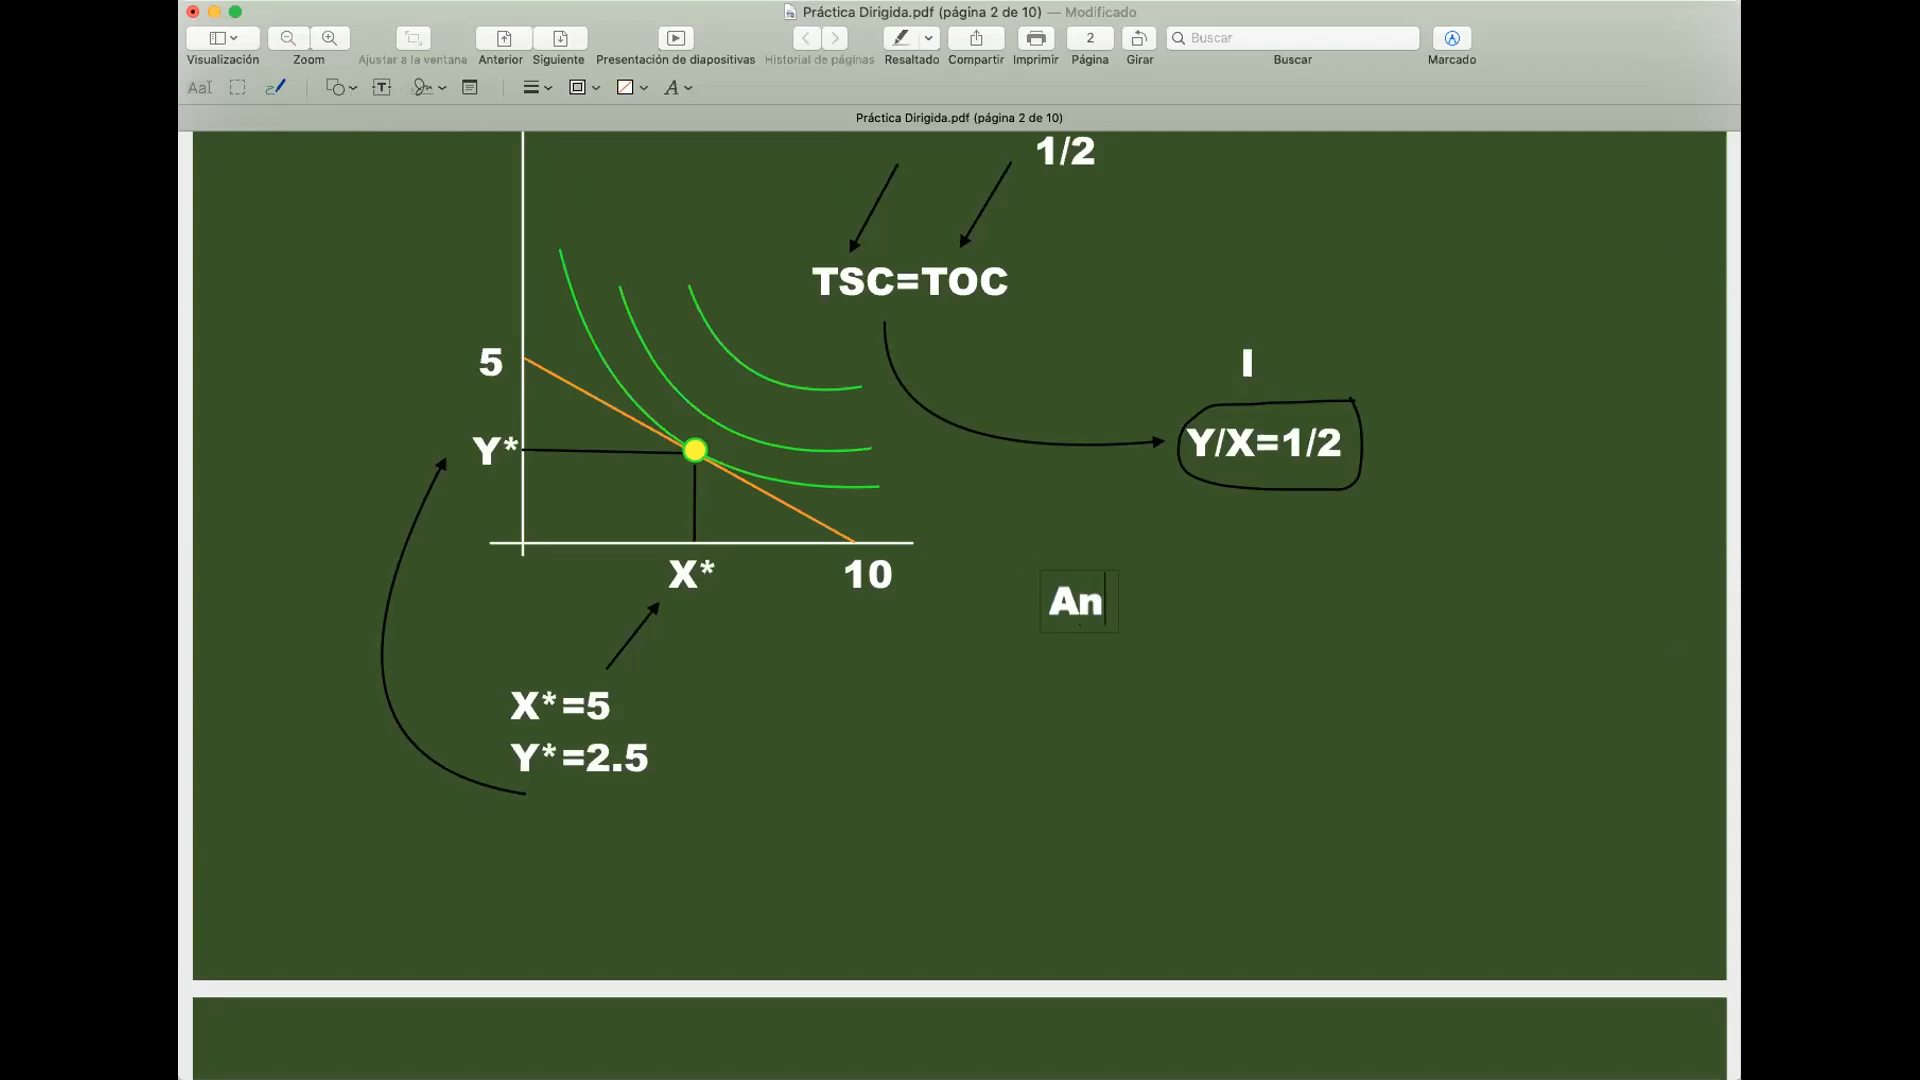 Práctica Dirigida.pdf (página 2 de 10) — Modificado
Visualización
Zoom
Ajustar a la ventana
Anterior
Siguiente
Presentación de diapositivas
Historial de páginas
Resaltado
Compartir
Imprimir
2
Página
Girar
Buscar
Buscar
Marcado
AaI
T
A
Práctica Dirigida.pdf (página 2 de 10)
1/2
TSC=TOC
5
I
Y*
Y/X=1/2
X*
10
An
X*=5
Y*=2.5